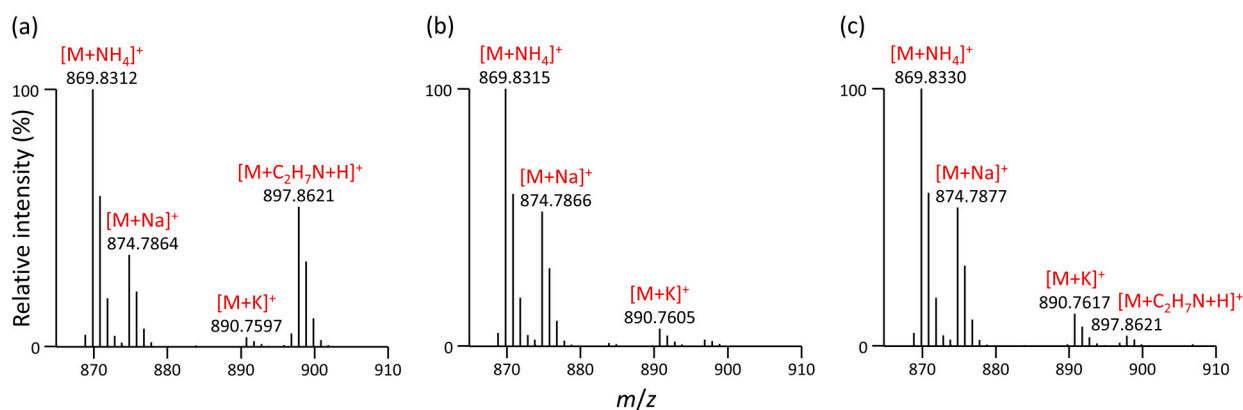 (a)
[M+NH₄]⁺
869.8312
100
[M+C₂H₇N+H]⁺
897.8621
[M+Na]⁺
874.7864
[M+K]⁺
890.7597
0
870
880
890
900
910
Relative intensity (%)
(b)
[M+NH₄]⁺
869.8315
100
[M+Na]⁺
874.7866
[M+K]⁺
890.7605
0
870
880
890
900
910
m/z
(c)
[M+NH₄]⁺
869.8330
100
[M+Na]⁺
874.7877
[M+K]⁺
890.7617
[M+C₂H₇N+H]⁺
897.8621
0
870
880
890
900
910